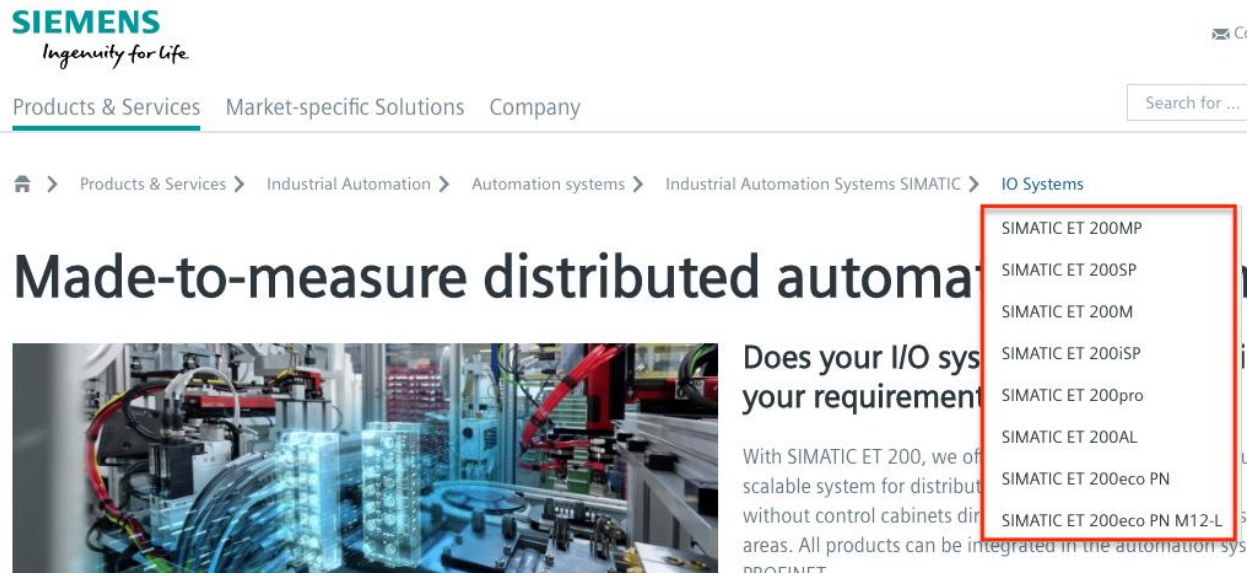 SIEMENS
Ingenuity for life
Co
Products & Services Market-specific Solutions Company
Search for ...
Products & Services Industrial Automation Automation systems Industrial Automation Systems SIMATIC IO Systems
SIMATIC ET 200MP
SIMATIC ET 200SP
SIMATIC ET 200M
SIMATIC ET 200iSP
SIMATIC ET 200pro
SIMATIC ET 200AL
SIMATIC ET 200eco PN
SIMATIC ET 200eco PN M12-L
Made-to-measure distributed automat
Does your I/O sys
your requirement
With SIMATIC ET 200, we of
scalable system for distribut
without control cabinets dir
areas. All products can be integrated in the automation sys
PROFINET